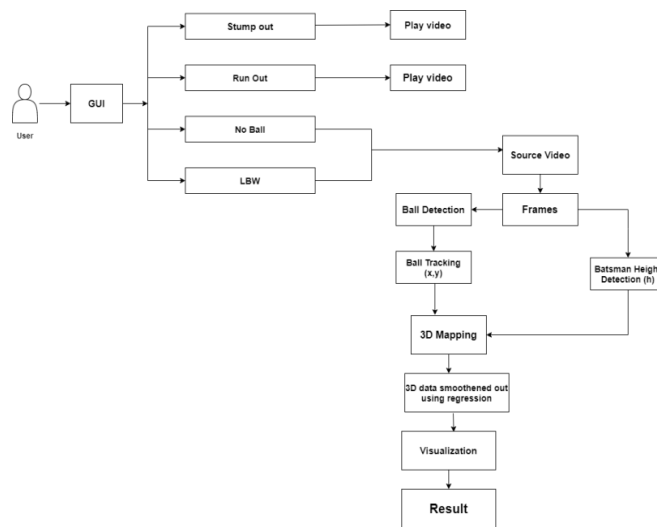 Stump out
Play video
Run Out
Play video
GUI
User
No Ball
LBW
Source Video
Ball Detection
Frames
Ball Tracking
(x,y)
Batsman Heigh
Detection (h)
3D Mapping
3D data smoothened out
using regression
Visualization
Result